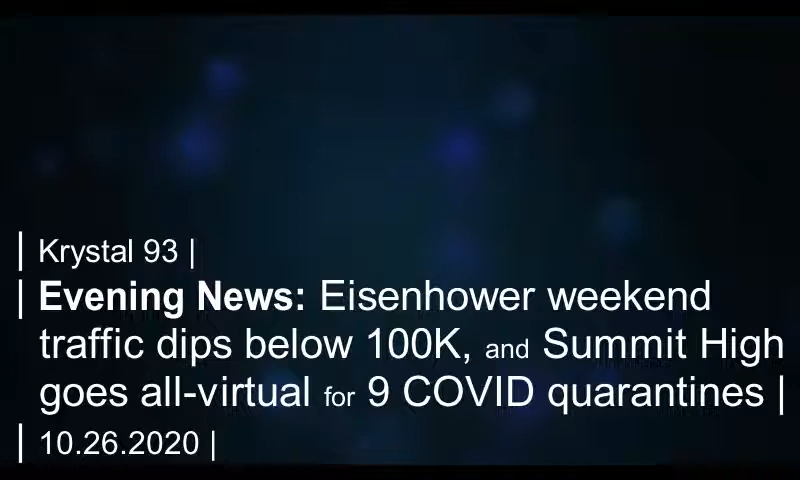 | Krystal 93 |
| Evening News: Eisenhower weekend
traffic dips below 100K, and Summit High
goes all-virtual for 9 COVID quarantines |
| 10.26.2020 |